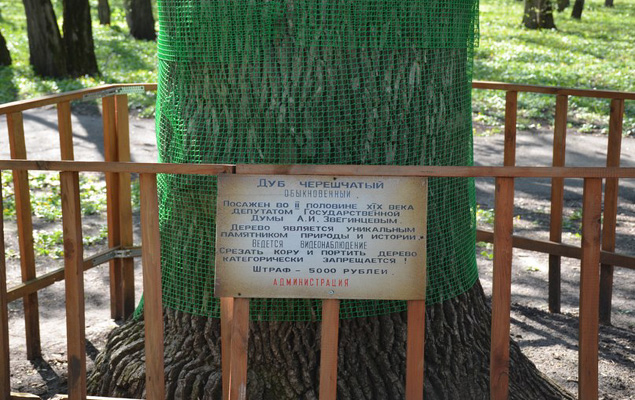 Дуб черешчатый
обыкновенный
Посажен во II половине XIX века
депутатом Государственной
Думы А.И. Звегинцевым.
Дерево является уникальным
памятником природы и истории.
Ведется видеонаблюдение
Срезать кору и портить дерево
категорически запрещается!
Штраф - 5000 рублей
Администрация